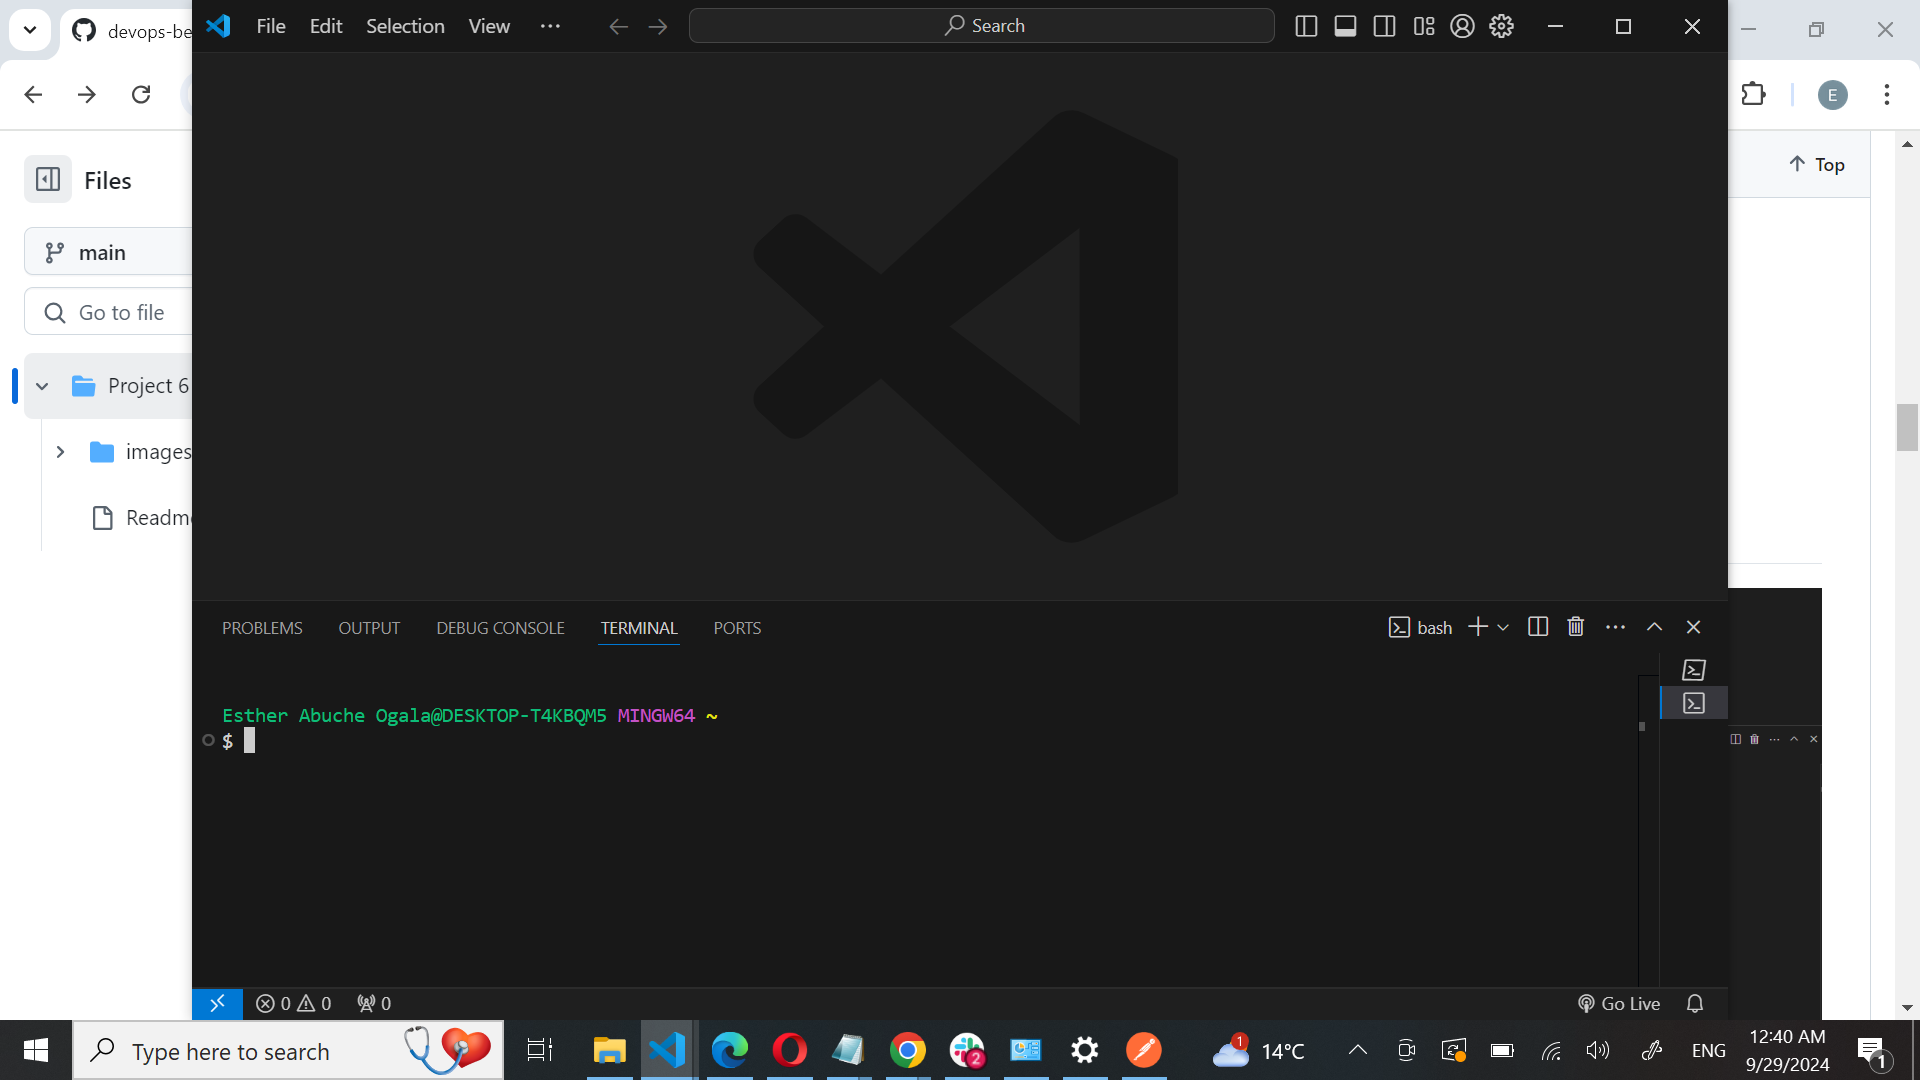 devops-be
File Edit Selection View ··· Search
Files
Top
main
Go to file
Project 6
images
Readme
E
PROBLEMS OUTPUT DEBUG CONSOLE TERMINAL PORTS
bash
Esther Abuche Ogala@DESKTOP-T4KBQM5 MINGW64 ~
$
0 0 0
Go Live
Type here to search
2
1
14°C
ENG
12:40 AM
9/29/2024
1